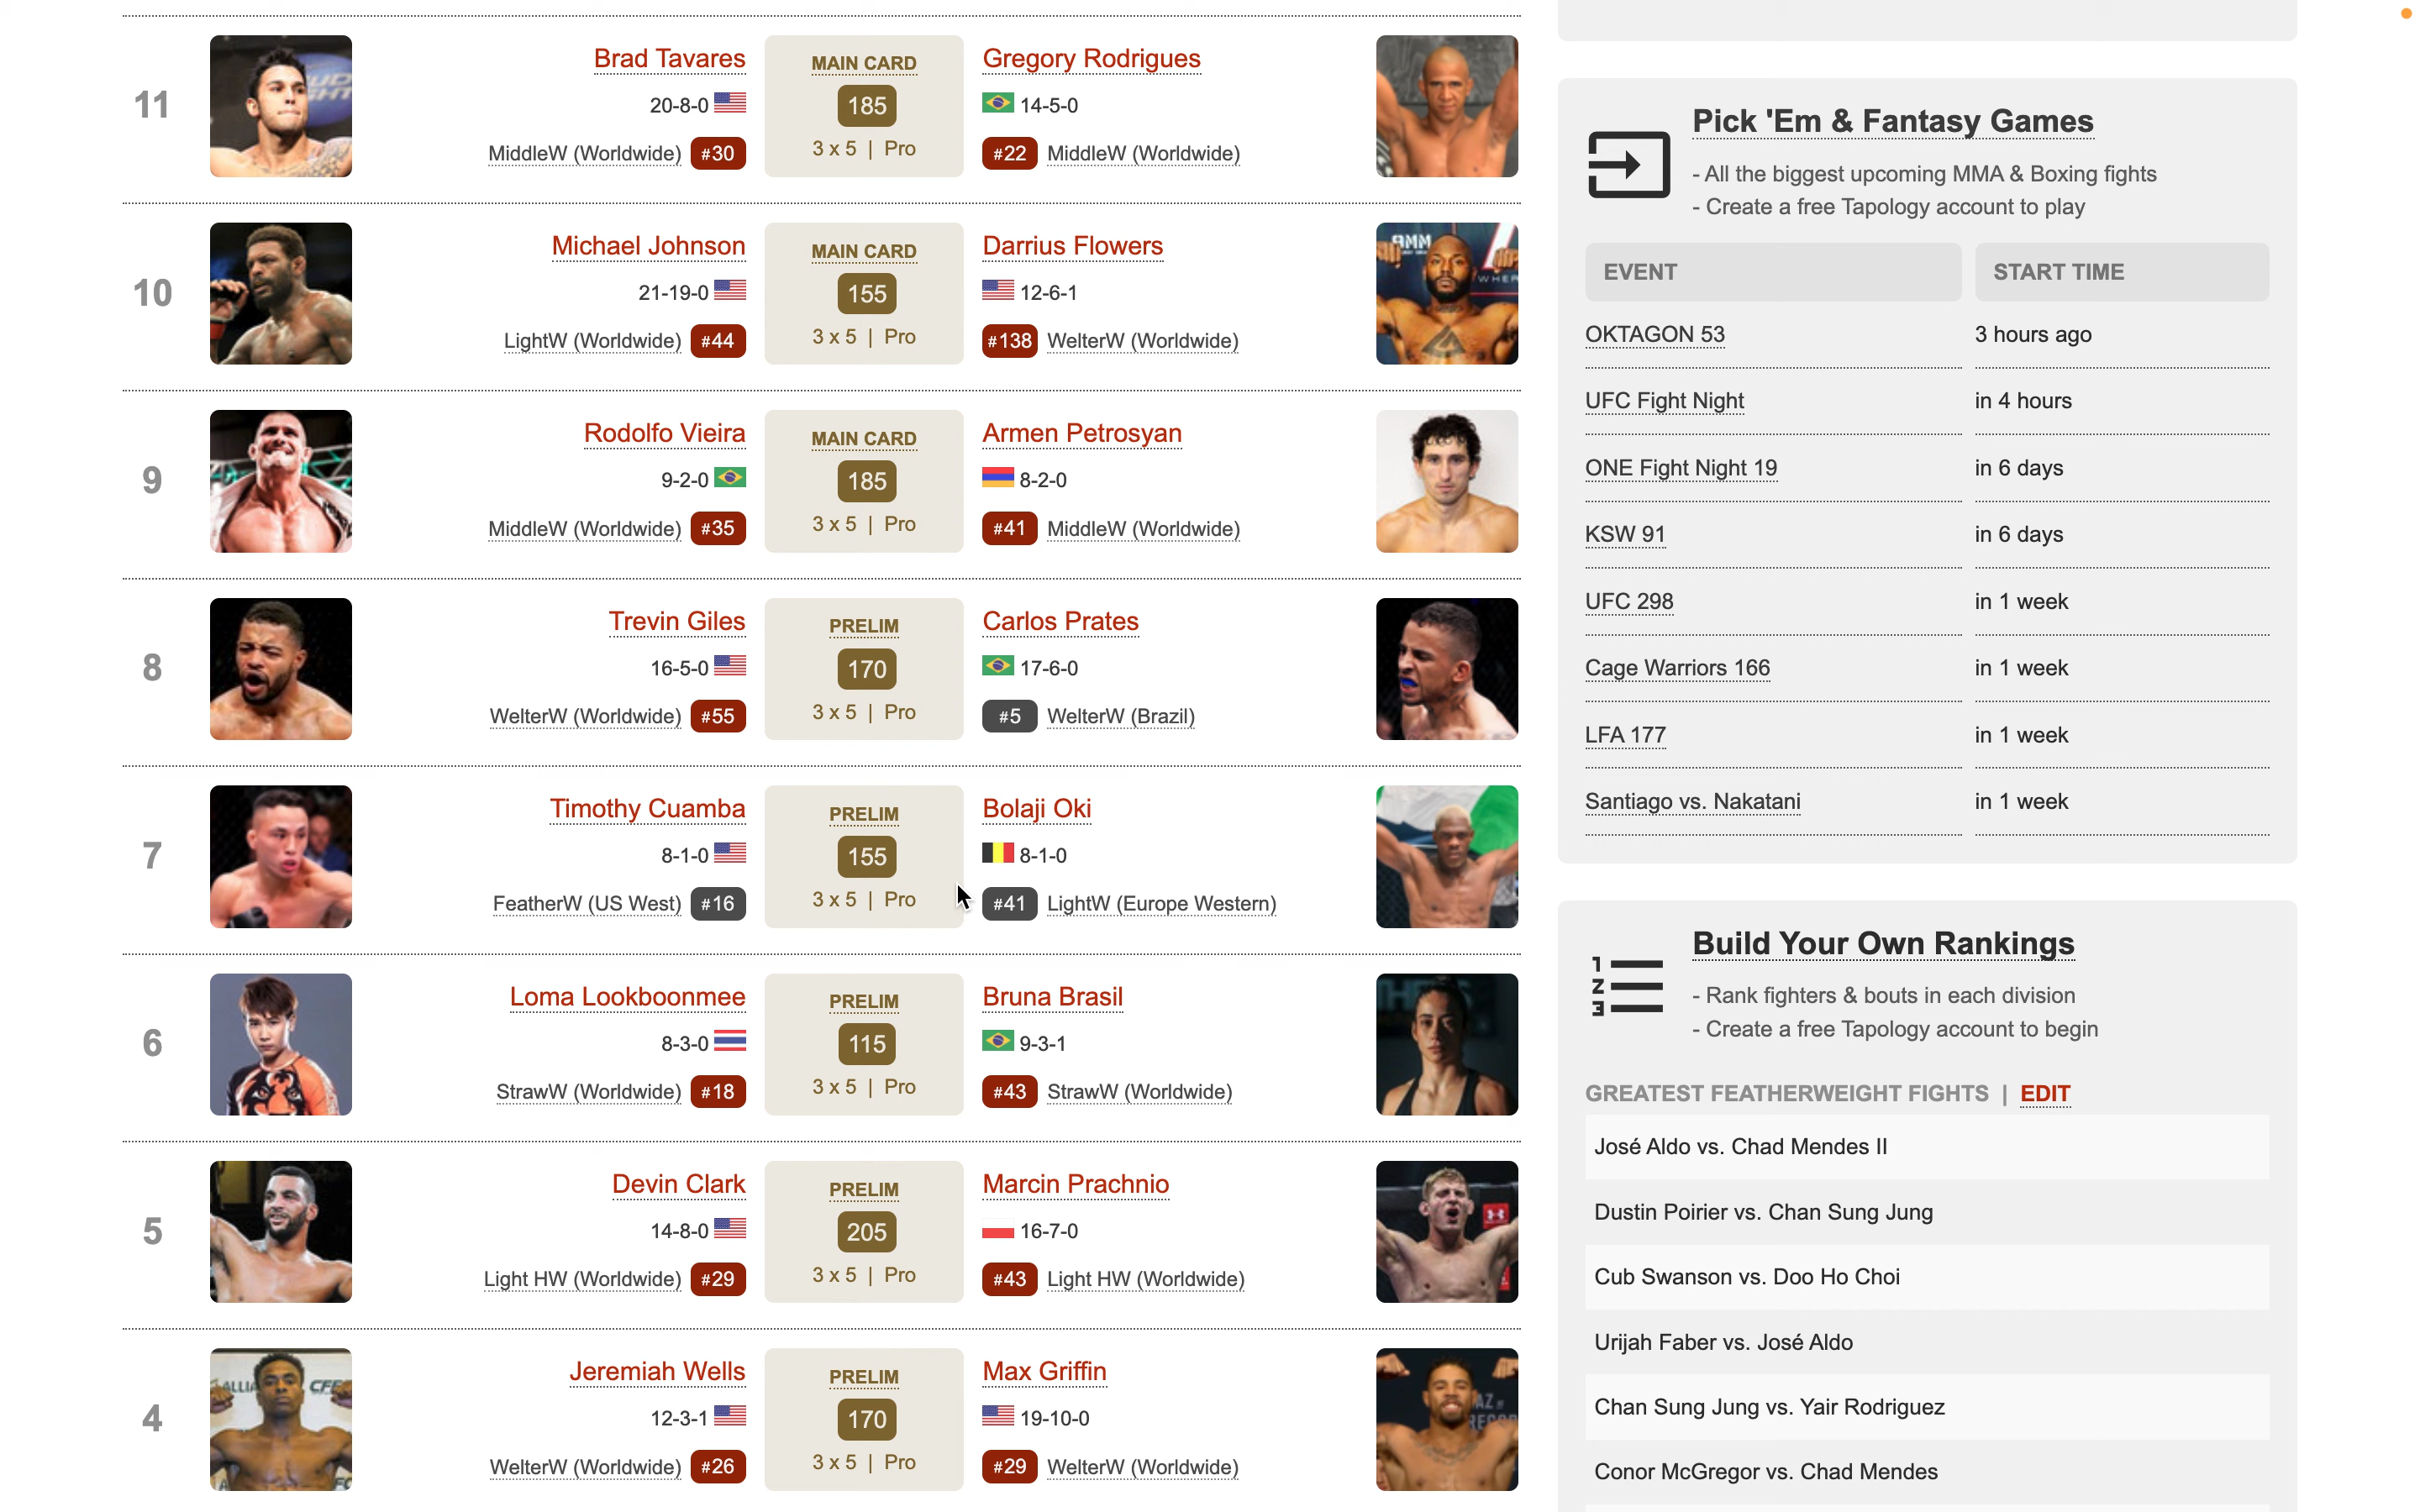 11
Brad Tavares
20-8-0
MiddleW (Worldwide) #30
MAIN CARD
185
3 x 5 | Pro
Gregory Rodrigues
14-5-0
#22 MiddleW (Worldwide)
10
Michael Johnson
21-19-0
LightW (Worldwide) #44
MAIN CARD
155
3 x 5 | Pro
Darrius Flowers
12-6-1
#138 WelterW (Worldwide)
9
Rodolfo Vieira
9-2-0
MiddleW (Worldwide) #35
MAIN CARD
185
3 x 5 | Pro
Armen Petrosyan
8-2-0
#41 MiddleW (Worldwide)
8
Trevin Giles
16-5-0
WelterW (Worldwide) #55
PRELIM
170
3 x 5 | Pro
Carlos Prates
17-6-0
#5 WelterW (Brazil)
7
Timothy Cuamba
8-1-0
FeatherW (US West) #16
PRELIM
155
3 x 5 | Pro
Bolaji Oki
8-1-0
#41 LightW (Europe Western)
6
Loma Lookboonmee
8-3-0
StrawW (Worldwide) #18
PRELIM
115
3 x 5 | Pro
Bruna Brasil
9-3-1
#43 StrawW (Worldwide)
5
Devin Clark
14-8-0
Light HW (Worldwide) #29
PRELIM
205
3 x 5 | Pro
Marcin Prachnio
16-7-0
#43 Light HW (Worldwide)
4
Jeremiah Wells
12-3-1
WelterW (Worldwide) #26
PRELIM
170
3 x 5 | Pro
Max Griffin
19-10-0
#29 WelterW (Worldwide)
Pick 'Em & Fantasy Games
- All the biggest upcoming MMA & Boxing fights
- Create a free Tapology account to play
EVENT START TIME
OKTAGON 53 3 hours ago
UFC Fight Night in 4 hours
ONE Fight Night 19 in 6 days
KSW 91 in 6 days
UFC 298 in 1 week
Cage Warriors 166 in 1 week
LFA 177 in 1 week
Santiago vs. Nakatani in 1 week
1
2
3
Build Your Own Rankings
- Rank fighters & bouts in each division
- Create a free Tapology account to begin
GREATEST FEATHERWEIGHT FIGHTS | EDIT
José Aldo vs. Chad Mendes II
Dustin Poirier vs. Chan Sung Jung
Cub Swanson vs. Doo Ho Choi
Urijah Faber vs. José Aldo
Chan Sung Jung vs. Yair Rodriguez
Conor McGregor vs. Chad Mendes